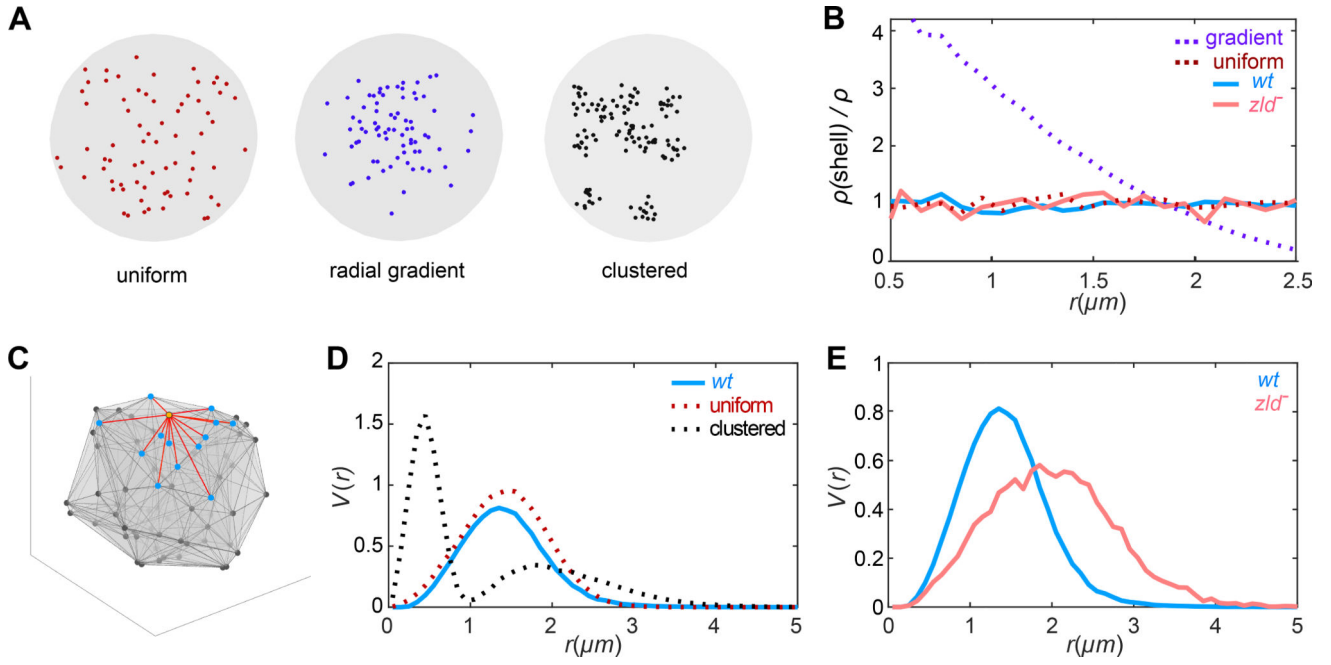 A
uniform
radial gradient
clustered
B
ρ(shell) / ρ
4
3
2
1
0
0.5
1
1.5
2
2.5
r(μm)
gradient
uniform
wt
zld⁻
C
D
V(r)
2
1.5
1
0.5
0
0
1
2
3
4
5
r(μm)
wt
uniform
clustered
E
V(r)
1
0.8
0.6
0.4
0.2
0
0
1
2
3
4
5
r(μm)
wt
zld⁻